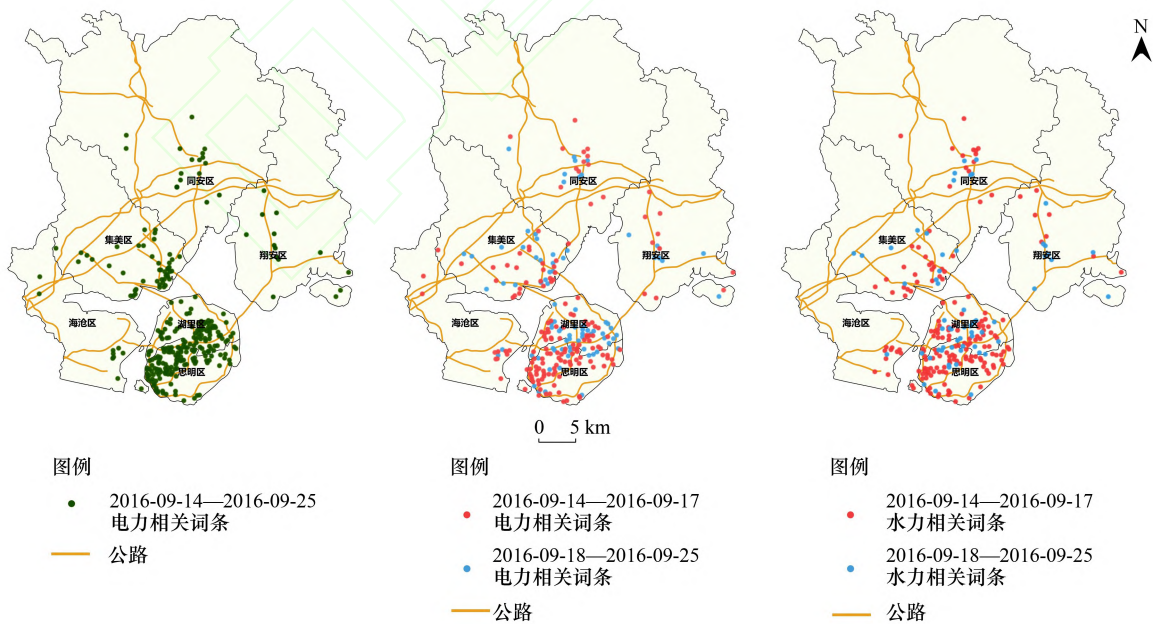 N
同安区
集美区
翔安区
海沧区
湖里区
思明区
同安区
集美区
翔安区
海沧区
湖里区
思明区
同安区
集美区
翔安区
海沧区
湖里区
思明区
0 5 km
图例
2016-09-14—2016-09-25
电力相关词条
公路
图例
2016-09-14—2016-09-17
电力相关词条
2016-09-18—2016-09-25
电力相关词条
公路
图例
2016-09-14—2016-09-17
水力相关词条
2016-09-18—2016-09-25
水力相关词条
公路